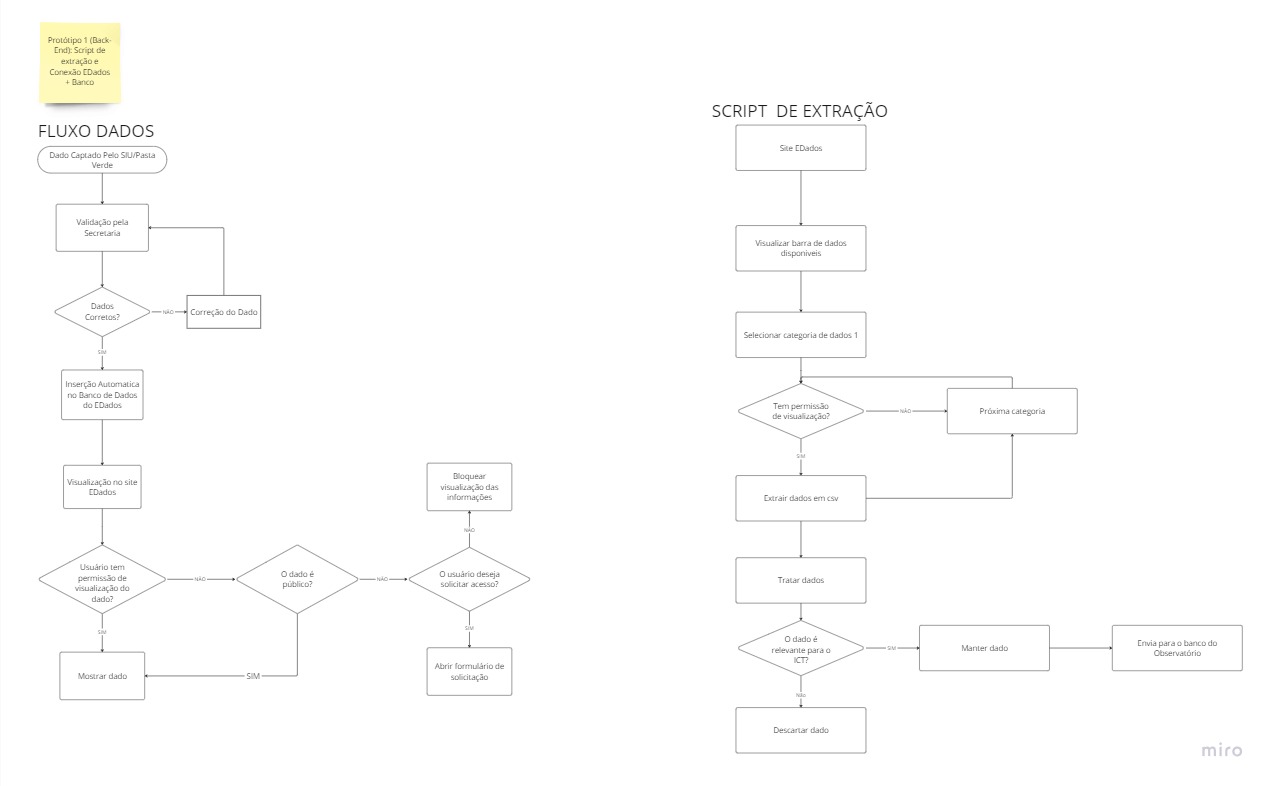 Protótipo 1 (Back-
End): Script de
extração e
Conexão EDados
+ Banco
FLUXO DADOS
Dado Captado Pelo SIU/Pasta
Verde
Validação pela
Secretaria
Dados
Corretos?
NÃO
Correção do Dado
SIM
Inserção Automatica
no Banco de Dados
do EDados
Visualização no site
EDados
Usuário tem
permissão de
visualização do
dado?
NÃO
O dado é
público?
NÃO
O usuário deseja
solicitar acesso?
NÃO
Bloquear
visualização das
informações
SIM
Abrir formulário de
solicitação
SIM
Mostrar dado
SIM
SCRIPT  DE EXTRAÇÃO
Site EDados
Visualizar barra de dados
disponiveis
Selecionar categoria de dados 1
Tem permissão
de visualização?
NÃO
Próxima categoria
SIM
Extrair dados em csv
Tratar dados
O dado é
relevante para o
ICT?
SIM
Manter dado
Envia para o banco do
Observatório
Não
Descartar dado
miro